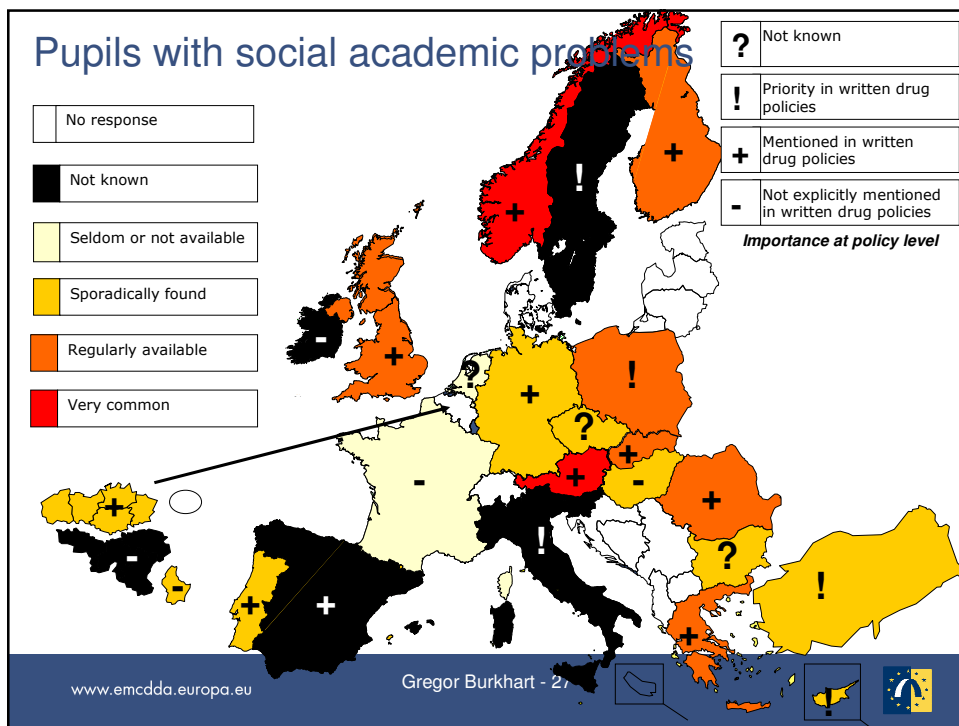 Pupils with social academic problems
No response
Not known
Seldom or not available
Sporadically found
Regularly available
Very common
? Not known
! Priority in written drug
policies
+ Mentioned in written
drug policies
- Not explicitly mentioned
in written drug policies
Importance at policy level
!
+
+
-
+
?
+
!
?
+
+
-
-
+
+
-
!
?
!
-
+
+
+
-
!
www.emcdda.europa.eu
Gregor Burkhart - 27